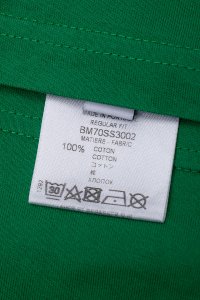 MADE IN PORTUGAL
REGULAR FIT
BM70SS3002
MATIERE - FABRIC
100% COTON
COTTON
コットン
棉
ХЛОПОК
30